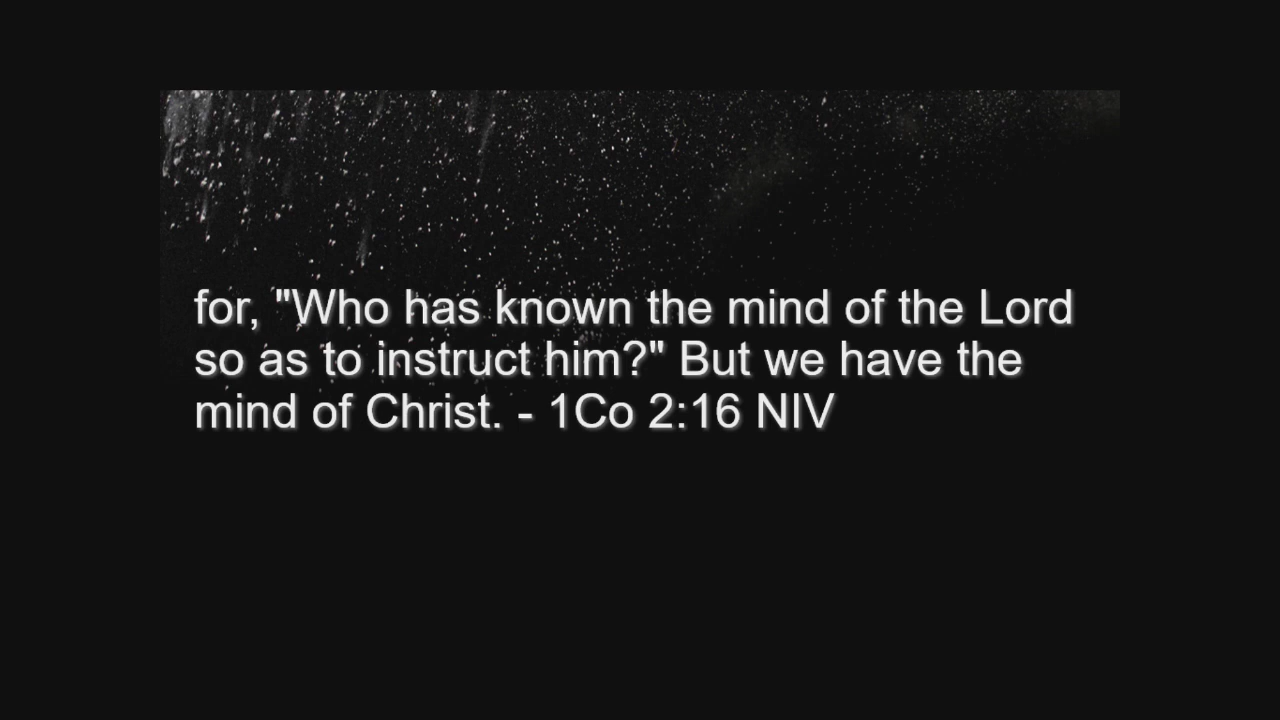 for, "Who has known the mind of the Lord
so as to instruct him?" But we have the
mind of Christ. - 1Co 2:16 NIV